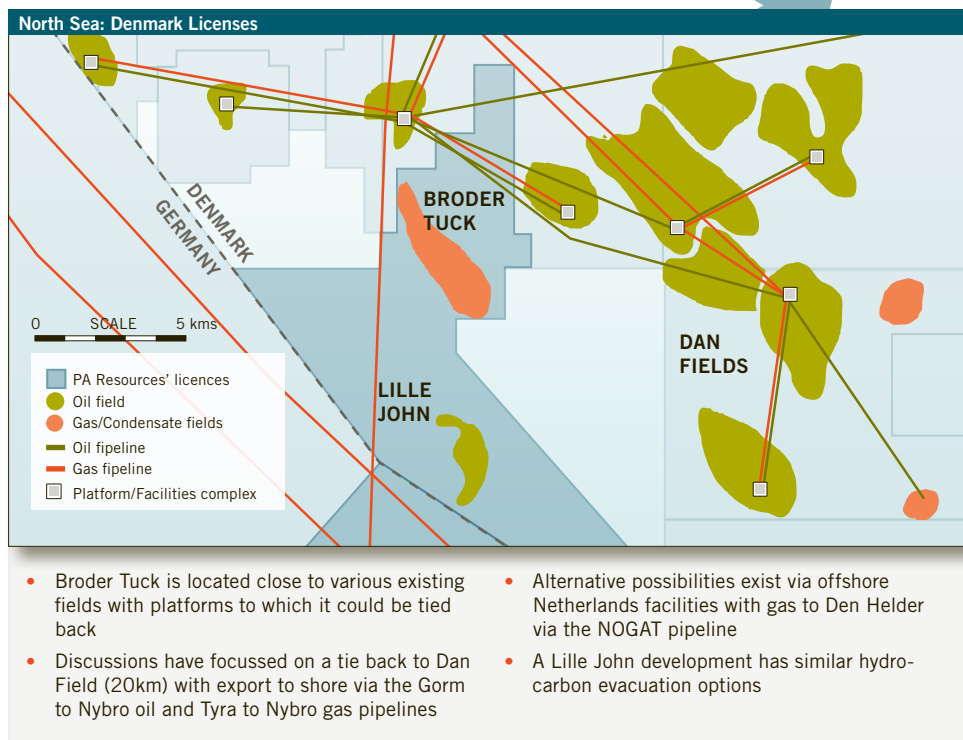 North Sea: Denmark Licenses
DENMARK
GERMANY
BRODER
TUCK
0 SCALE 5 kms
DAN
FIELDS
LILLE
JOHN
PA Resources' licences
Oil field
Gas/Condensate fields
Oil fipeline
Gas fipeline
Platform/Facilities complex
• Broder Tuck is located close to various existing
fields with platforms to which it could be tied
back
• Discussions have focussed on a tie back to Dan
Field (20km) with export to shore via the Gorm
to Nybro oil and Tyra to Nybro gas pipelines
• Alternative possibilities exist via offshore
Netherlands facilities with gas to Den Helder
via the NOGAT pipeline
• A Lille John development has similar hydro-
carbon evacuation options